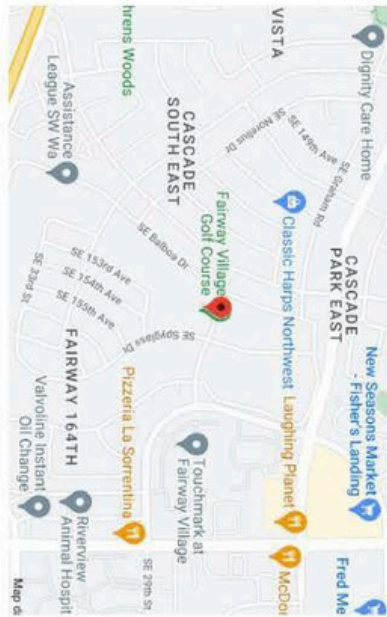 Dignity Care Home
VISTA
SE 149th Ave
SE Graham Rd
SE Norelius Dr
CASCADE
PARK EAST
New Seasons Market
- Fisher's Landing
Fred Me
Classic Harps Northwest
Laughing Planet
McDo
hrens Woods
CASCADE
SOUTH EAST
Fairway Village
Golf Course
SE Balboa Dr
SE Spyglass Dr
Touchmark at
Fairway Village
Assistance
League SW Wa
SE 153rd Ave
SE 154th Ave
SE 155th Ave
SE 33rd St
FAIRWAY 164TH
Pizzeria La Sorrentina
SE 29th St
Valvoline Instant
Oil Change
Riverview
Animal Hospit
Map d